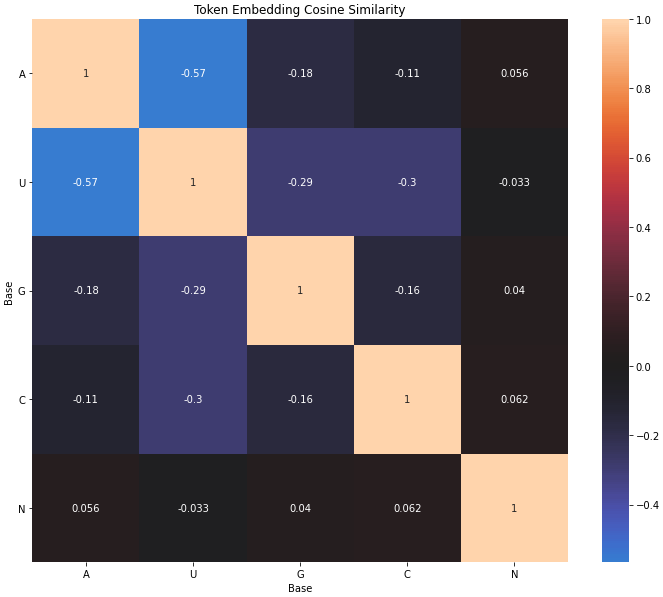 Token Embedding Cosine Similarity
A 1 -0.57 -0.18 -0.11 0.056
U -0.57 1 -0.29 -0.3 -0.033
G -0.18 -0.29 1 -0.16 0.04
C -0.11 -0.3 -0.16 1 0.062
N 0.056 -0.033 0.04 0.062 1
A U G C N
Base
Base
1.0
0.8
0.6
0.4
0.2
0.0
−0.2
−0.4